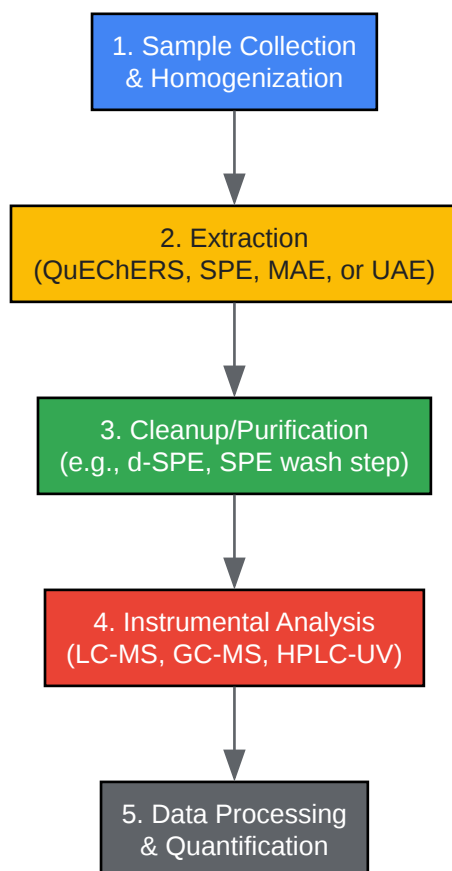 1. Sample Collection
& Homogenization
2. Extraction
(QuEChERS, SPE, MAE, or UAE)
3. Cleanup/Purification
(e.g., d-SPE, SPE wash step)
4. Instrumental Analysis
(LC-MS, GC-MS, HPLC-UV)
5. Data Processing
& Quantification